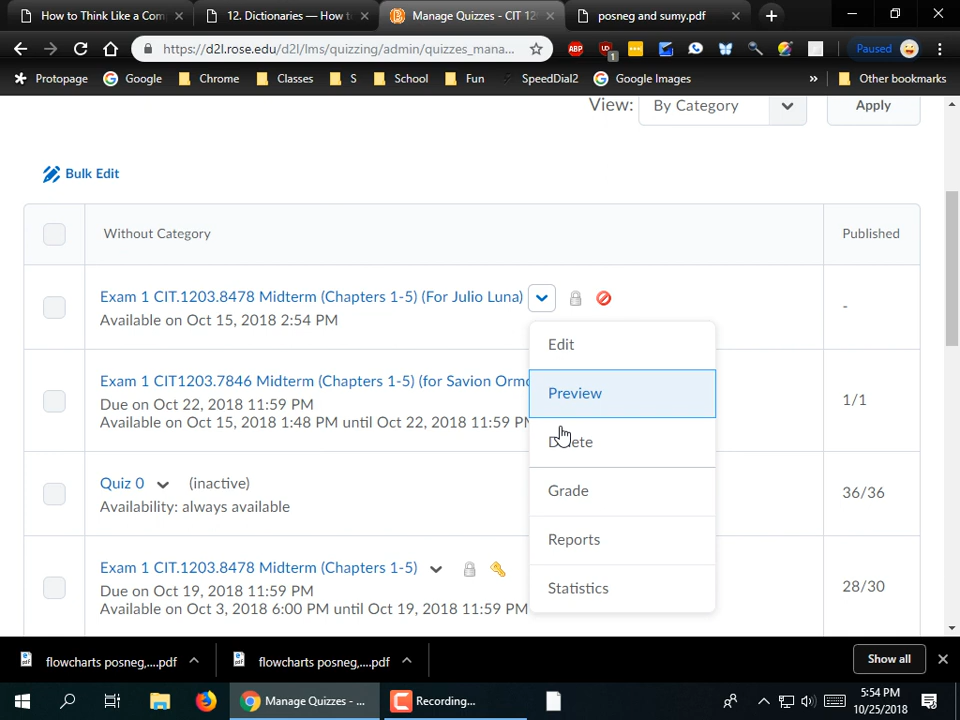 How to Think Like a Com
12. Dictionaries — How t
Manage Quizzes - CIT 12
posneg and sumy.pdf
https://d2l.rose.edu/d2l/lms/quizzing/admin/quizzes_mana...
ABP
1
Paused
Protopage
Google
Chrome
Classes
S
School
Fun
SpeedDial2
Google Images
»
Other bookmarks
View:
By Category
Apply
Bulk Edit
Without Category
Published
Exam 1 CIT.1203.8478 Midterm (Chapters 1-5) (For Julio Luna)
Available on Oct 15, 2018 2:54 PM
-
Edit
Preview
Delete
Grade
Reports
Statistics
Exam 1 CIT1203.7846 Midterm (Chapters 1-5) (for Savion Ormo
Due on Oct 22, 2018 11:59 PM
Available on Oct 15, 2018 1:48 PM until Oct 22, 2018 11:59 PM
1/1
Quiz 0 (inactive)
Availability: always available
36/36
Exam 1 CIT.1203.8478 Midterm (Chapters 1-5)
Due on Oct 19, 2018 11:59 PM
Available on Oct 3, 2018 6:00 PM until Oct 19, 2018 11:59 PM
28/30
flowcharts posneg,....pdf
flowcharts posneg,....pdf
Show all
Manage Quizzes - ...
Recording...
5:54 PM
10/25/2018